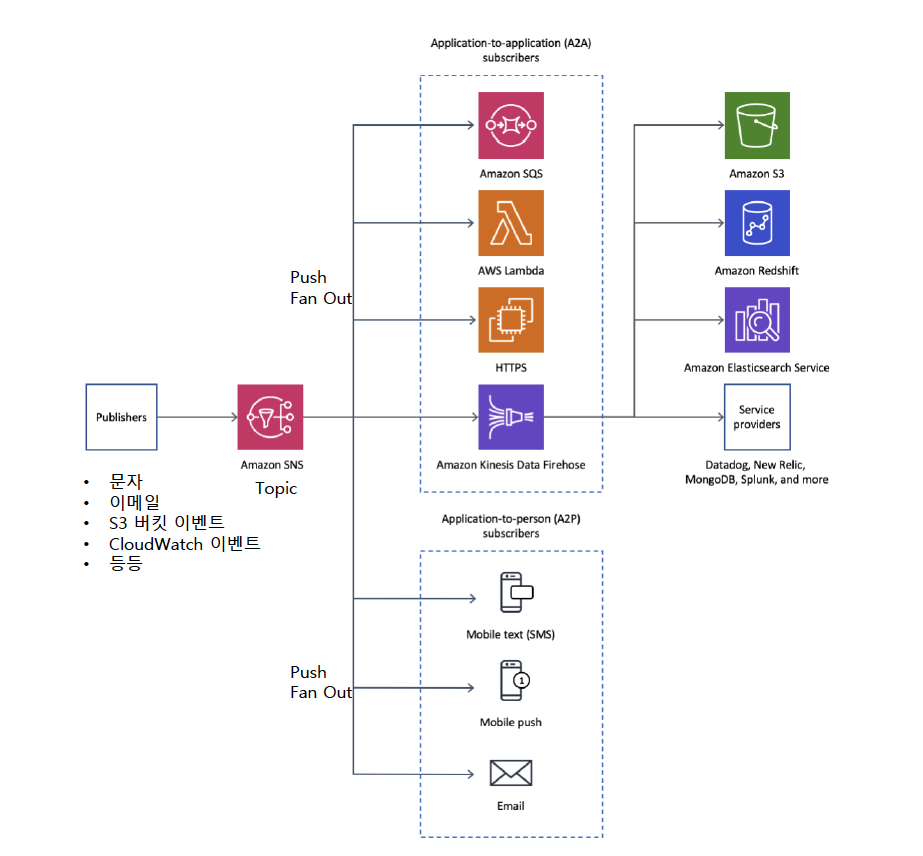 Application-to-application (A2A)
subscribers
Amazon SQS
Amazon S3
AWS Lambda
Amazon Redshift
Push
Fan Out
HTTPS
Amazon Elasticsearch Service
Publishers
Service
providers
Amazon SNS
Amazon Kinesis Data Firehose
Datadog, New Relic,
MongoDB, Splunk, and more
Topic
• 문자
• 이메일
• S3 버킷 이벤트
• CloudWatch 이벤트
• 등등
Application-to-person (A2P)
subscribers
Mobile text (SMS)
Push
Fan Out
1
Mobile push
Email